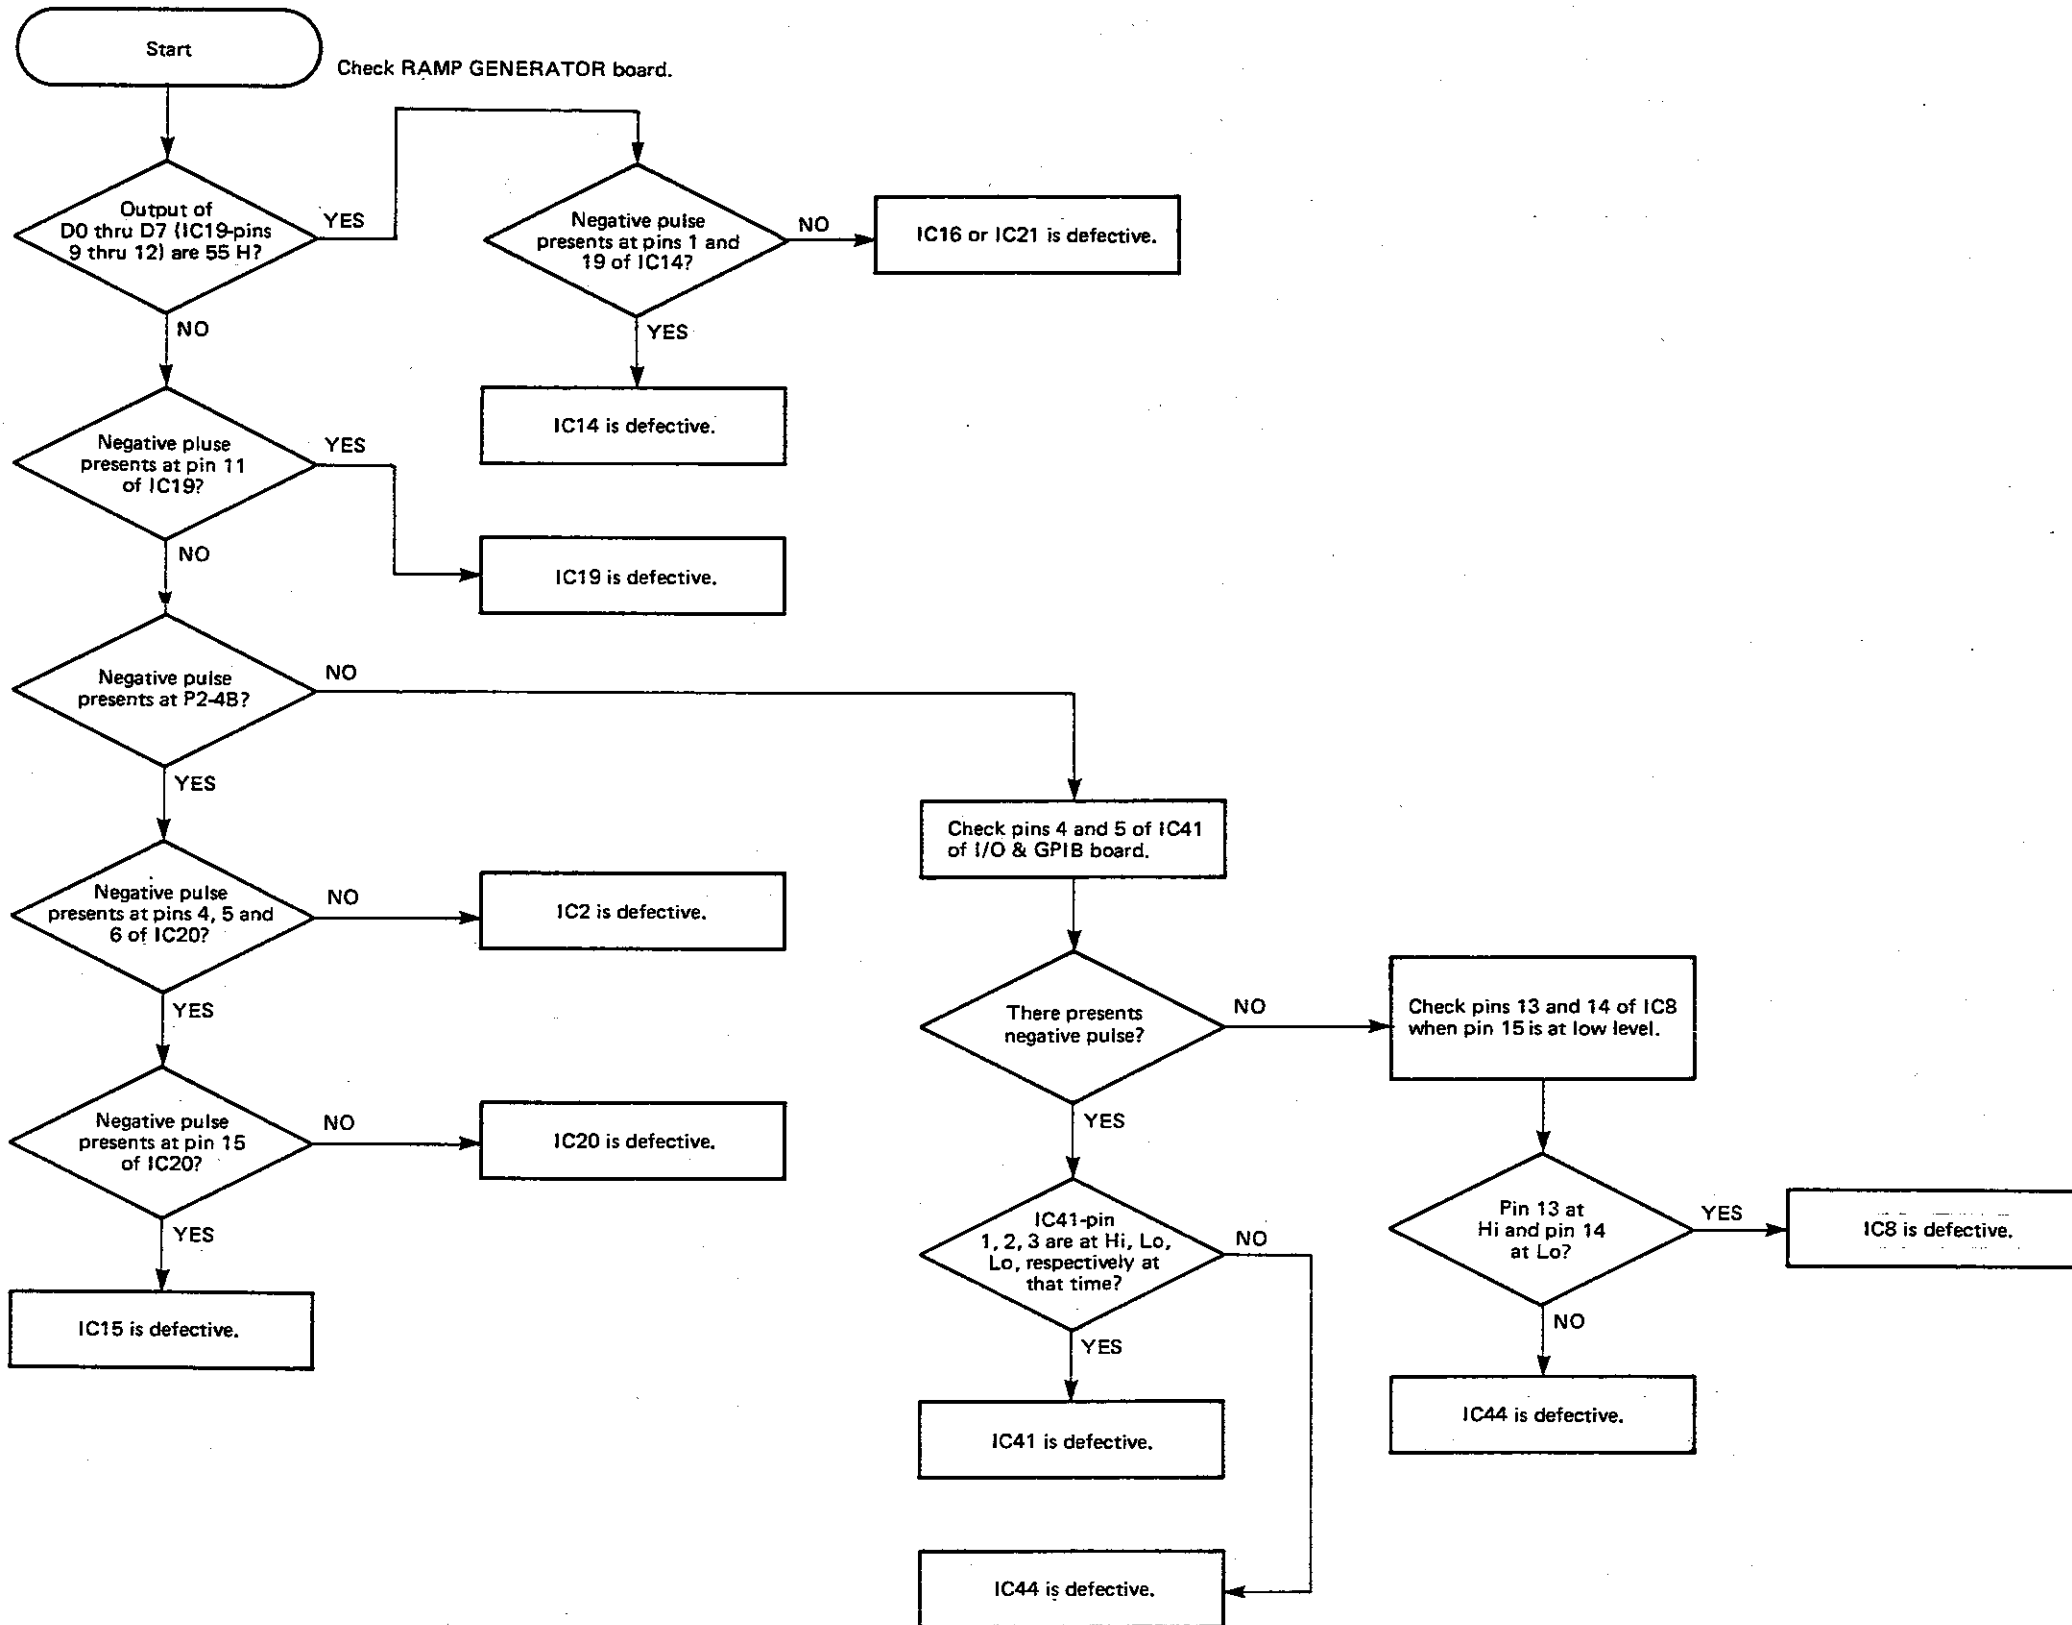 Start
Check RAMP GENERATOR board.
Output of
D0 thru D7 (IC19-pins
9 thru 12) are 55 H?
YES
NO
Negative pulse
presents at pins 1 and
19 of IC14?
NO
IC16 or IC21 is defective.
YES
IC14 is defective.
Negative pluse
presents at pin 11
of IC19?
YES
NO
IC19 is defective.
Negative pulse
presents at P2-4B?
NO
YES
Negative pulse
presents at pins 4, 5 and
6 of IC20?
NO
IC2 is defective.
YES
Negative pulse
presents at pin 15
of IC20?
NO
IC20 is defective.
YES
IC15 is defective.
Check pins 4 and 5 of IC41
of I/O & GPIB board.
There presents
negative pulse?
NO
Check pins 13 and 14 of IC8
when pin 15 is at low level.
YES
IC41-pin
1, 2, 3 are at Hi, Lo,
Lo, respectively at
that time?
NO
YES
IC41 is defective.
IC44 is defective.
Pin 13 at
Hi and pin 14
at Lo?
YES
IC8 is defective.
NO
IC44 is defective.